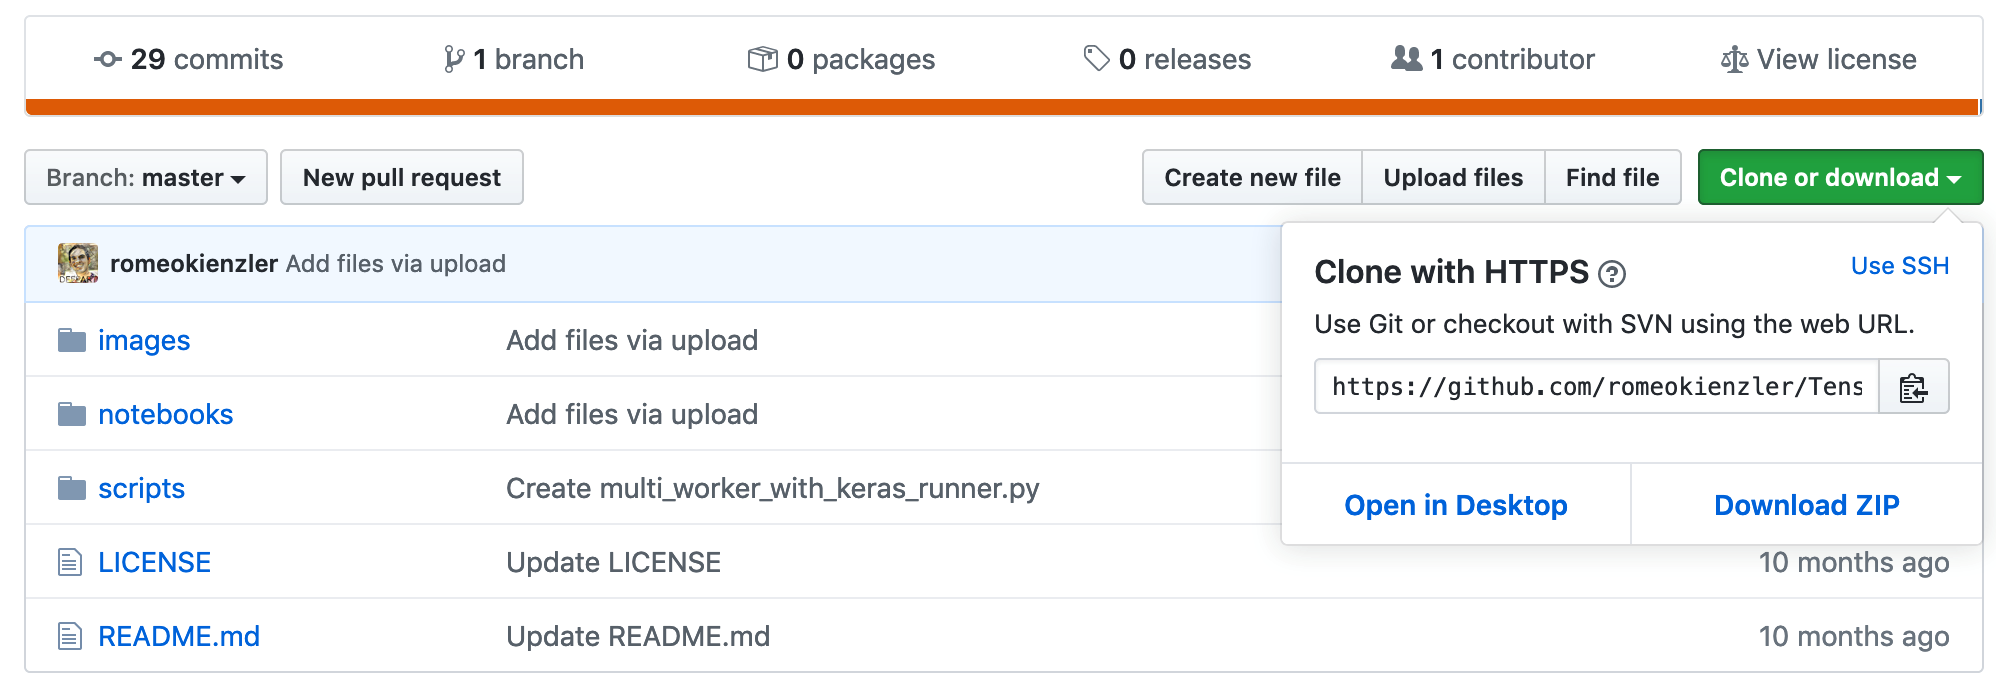 29 commits 1 branch 0 packages 0 releases 1 contributor View license
Branch: master New pull request Create new file Upload files Find file Clone or download
romeokienzler Add files via upload
Clone with HTTPS Use SSH
Use Git or checkout with SVN using the web URL.
https://github.com/romeokienzler/Tens
Open in Desktop Download ZIP
images Add files via upload
notebooks Add files via upload
scripts Create multi_worker_with_keras_runner.py
LICENSE Update LICENSE 10 months ago
README.md Update README.md 10 months ago